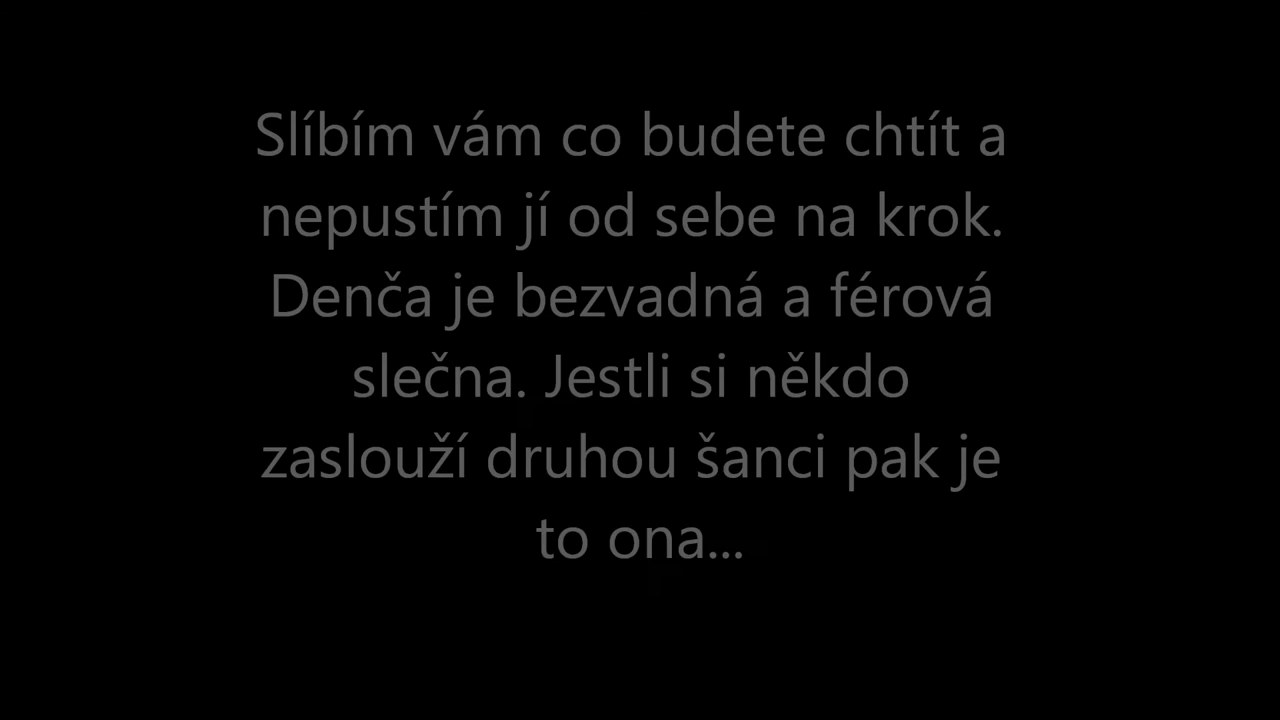 Slíbím vám co budete chtít a
nepustím jí od sebe na krok.
Denča je bezvadná a férová
slečna. Jestli si někdo
zaslouží druhou šanci pak je
to ona...